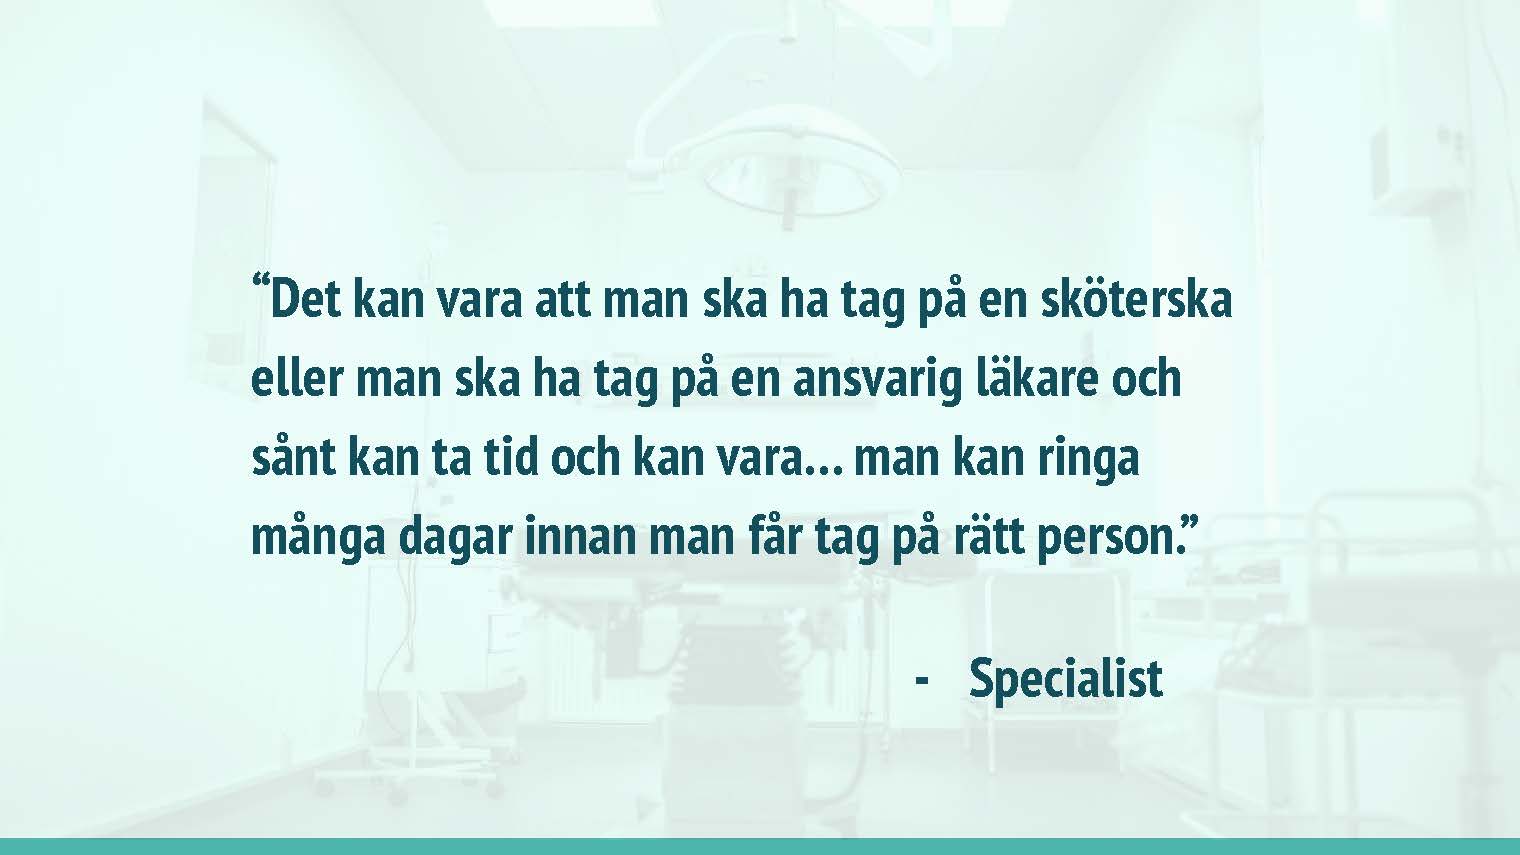 “Det kan vara att man ska ha tag på en sköterska
eller man ska ha tag på en ansvarig läkare och
sånt kan ta tid och kan vara… man kan ringa
många dagar innan man får tag på rätt person.”
- Specialist